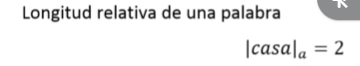 Longitud relativa de una palabra
|casa|ₐ = 2